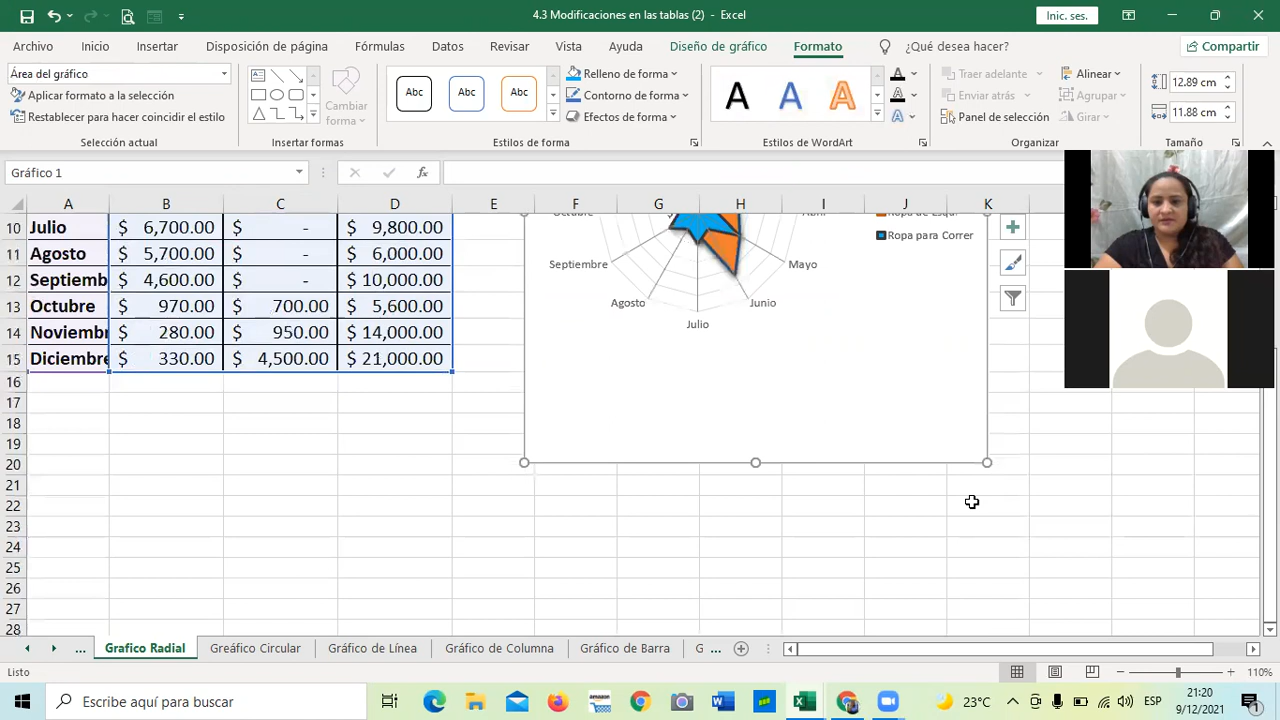 4.3 Modificaciones en las tablas (2) - Excel
Inic. ses.
Archivo Inicio Insertar Disposición de página Fórmulas Datos Revisar Vista Ayuda Diseño de gráfico Formato ¿Qué desea hacer? Compartir
Área del gráfico
Aplicar formato a la selección
Restablecer para hacer coincidir el estilo
Selección actual
Cambiar
forma
Insertar formas
Abc Abc Abc
Relleno de forma
Contorno de forma
Efectos de forma
Estilos de forma
A A A
A
A
A
Estilos de WordArt
Traer adelante
Enviar atrás
Panel de selección
Alinear
Agrupar
Girar
Organizar
12.89 cm
11.88 cm
Tamaño
Gráfico 1
fx
A B C D E F G H I J K
10 Julio $ 6,700.00 $ - $ 9,800.00
11 Agosto $ 5,700.00 $ - $ 6,000.00
12 Septiemb $ 4,600.00 $ - $ 10,000.00
13 Octubre $ 970.00 $ 700.00 $ 5,600.00
14 Noviembr $ 280.00 $ 950.00 $ 14,000.00
15 Diciembre $ 330.00 $ 4,500.00 $ 21,000.00
16
17
18
19
20
21
22
23
24
25
26
27
28
Octubre
Abril
Ropa de Esquí
Ropa para Correr
Septiembre
Mayo
Agosto
Junio
Julio
... Grafico Radial Greáfico Circular Gráfico de Línea Gráfico de Columna Gráfico de Barra G ...
Listo
110%
Escribe aquí para buscar
amazon
23°C
ESP
21:20
9/12/2021
1